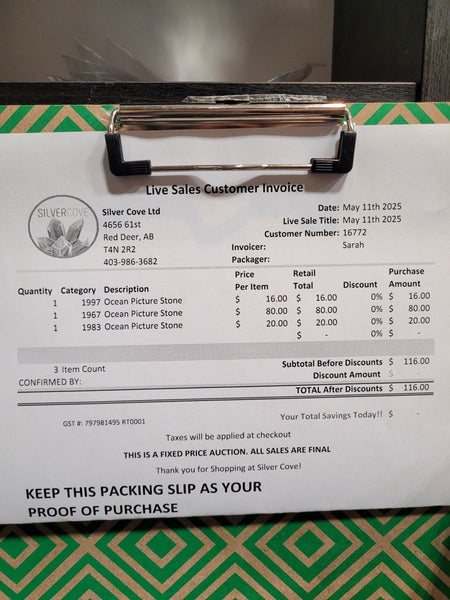 Live Sales Customer Invoice
SILVERCOVE
Silver Cove Ltd
4656 61st
Red Deer, AB
T4N 2R2
403-986-3682
Date: May 11th 2025
Live Sale Title: May 11th 2025
Customer Number: 16772
Invoicer: Sarah
Packager:
Quantity Category Description Price Per Item Retail Total Discount Purchase Amount
1 1997 Ocean Picture Stone $ 16.00 $ 16.00 0% $ 16.00
1 1967 Ocean Picture Stone $ 80.00 $ 80.00 0% $ 80.00
1 1983 Ocean Picture Stone $ 20.00 $ 20.00 0% $ 20.00
$ - 0% $ -
3 Item Count Subtotal Before Discounts $ 116.00
CONFIRMED BY: Discount Amount $ -
TOTAL After Discounts $ 116.00
GST #: 797981495 RT0001 Your Total Savings Today!! $ -
Taxes will be applied at checkout
THIS IS A FIXED PRICE AUCTION. ALL SALES ARE FINAL
Thank you for Shopping at Silver Cove!
KEEP THIS PACKING SLIP AS YOUR
PROOF OF PURCHASE